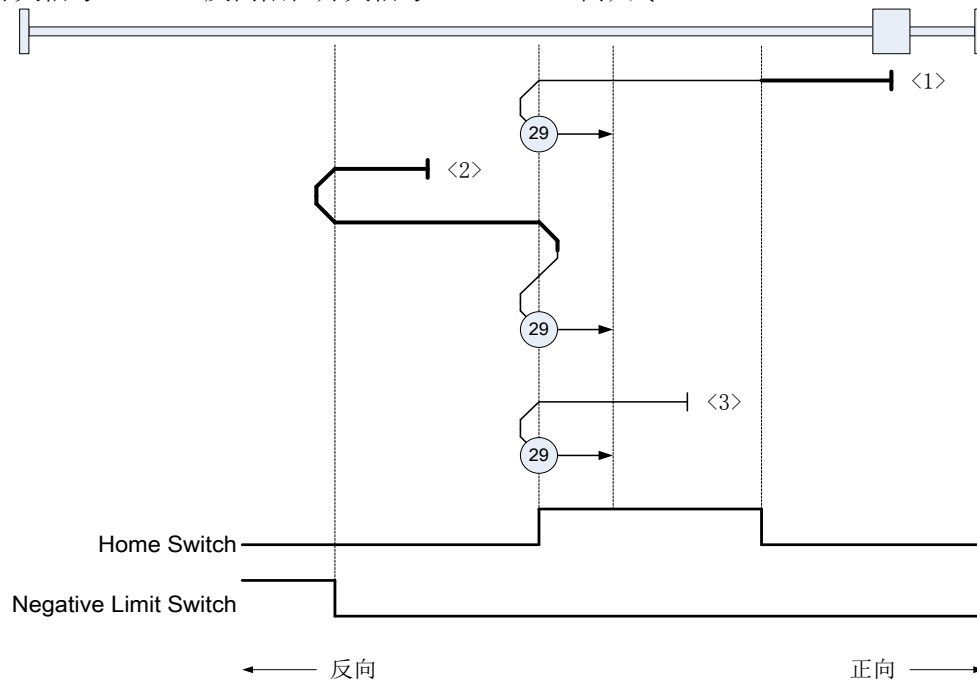 <1>
29
<2>
29
<3>
29
Home Switch
Negative Limit Switch
反向
正向